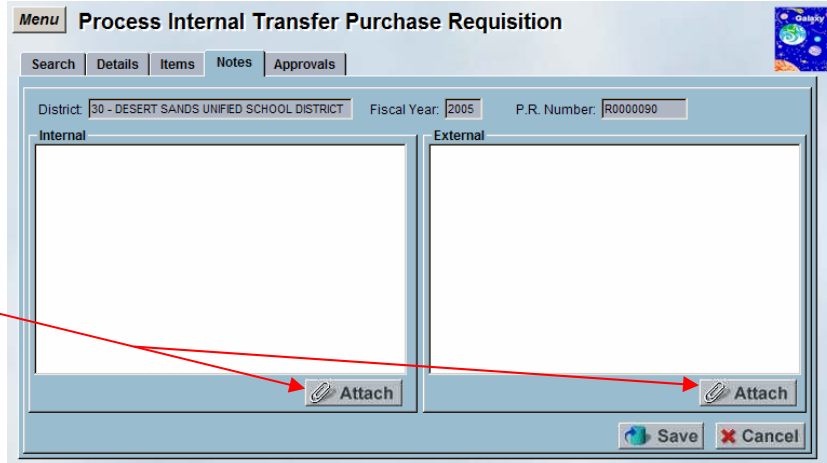 Menu Process Internal Transfer Purchase Requisition
Galaxy
Search Details Items Notes Approvals
District: 30 - DESERT SANDS UNIFIED SCHOOL DISTRICT Fiscal Year: 2005 P.R. Number: R0000090
Internal External
Attach Attach
Save Cancel